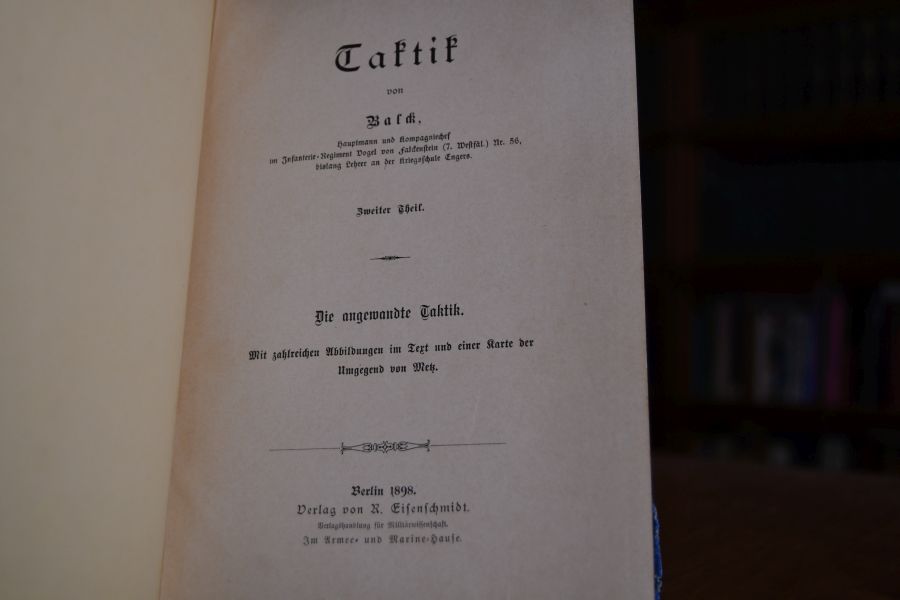 Taktik
von
Balck,
Hauptmann und Kompagniechef
im Infanterie-Regiment Vogel von Falckenstein (7. Westfäl.) Nr. 56,
bislang Lehrer an der Kriegsschule Engers.
Zweiter Theil.
Die angewandte Taktik.
Mit zahlreichen Abbildungen im Text und einer Karte der
Umgegend von Metz.
Berlin 1898.
Verlag von R. Eisenschmidt.
Verlagshandlung für Militärwissenschaft.
Im Armee- und Marine-Hause.